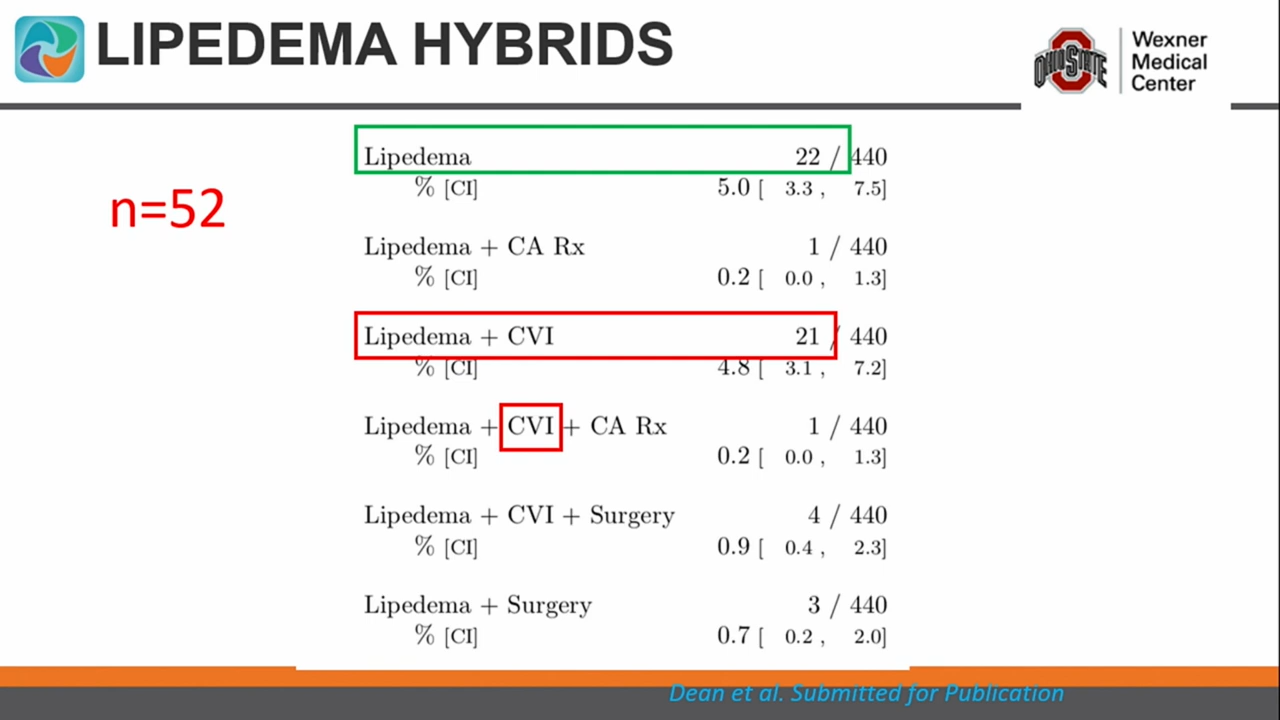 LIPEDEMA HYBRIDS
OHIO STATE
Wexner
Medical
Center
n=52
Lipedema 22 / 440
% [CI] 5.0 [ 3.3 , 7.5]
Lipedema + CA Rx 1 / 440
% [CI] 0.2 [ 0.0 , 1.3]
Lipedema + CVI 21 / 440
% [CI] 4.8 [ 3.1 , 7.2]
Lipedema + CVI + CA Rx 1 / 440
% [CI] 0.2 [ 0.0 , 1.3]
Lipedema + CVI + Surgery 4 / 440
% [CI] 0.9 [ 0.4 , 2.3]
Lipedema + Surgery 3 / 440
% [CI] 0.7 [ 0.2 , 2.0]
Dean et al. Submitted for Publication